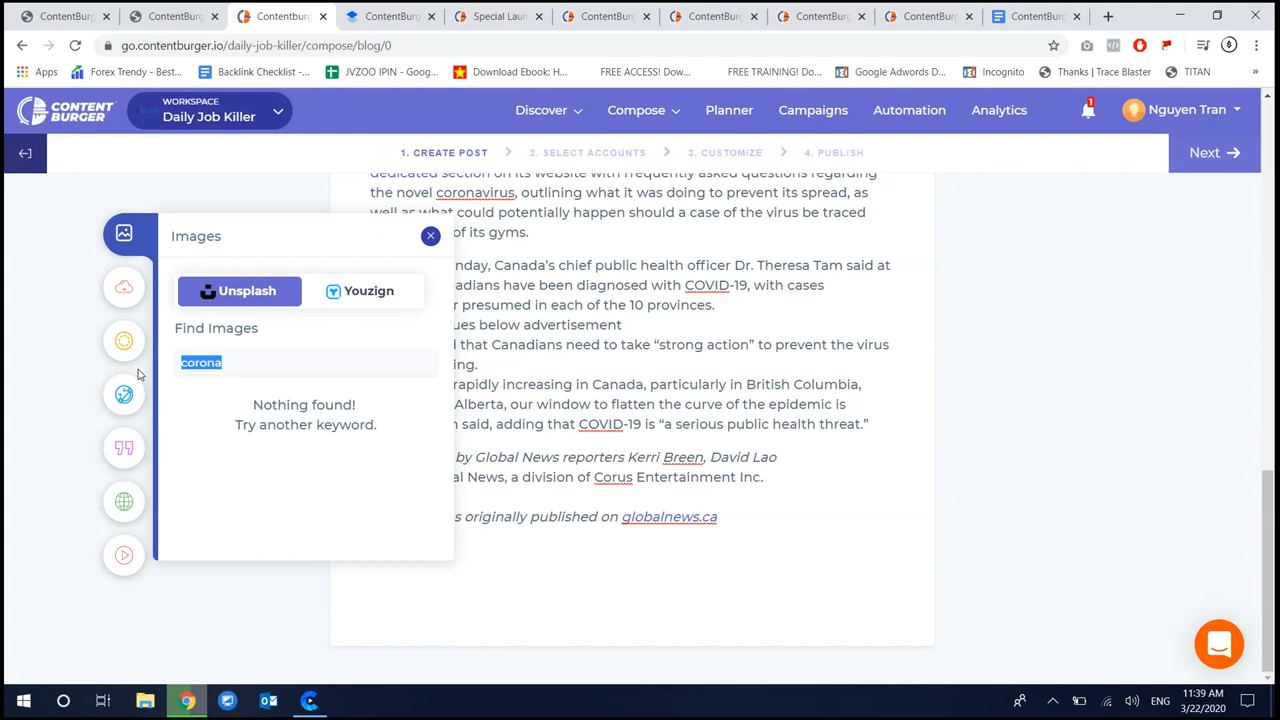 ContentBurg
ContentBurg
Contentburg
ContentBurg
Special Laun
ContentBurg
ContentBurg
ContentBurg
ContentBurg
ContentBurg
go.contentburger.io/daily-job-killer/compose/blog/0
Apps
Forex Trendy - Best...
Backlink Checklist -...
JVZOO IPIN - Goog...
Download Ebook: H...
FREE ACCESS! Dow...
FREE TRAINING! Do...
Google Adwords D...
Incognito
Thanks | Trace Blaster
TITAN
CONTENT
BURGER
WORKSPACE
Daily Job Killer
Discover
Compose
Planner
Campaigns
Automation
Analytics
1
Nguyen Tran
1. CREATE POST
2. SELECT ACCOUNTS
3. CUSTOMIZE
4. PUBLISH
Next
dedicated section on its website with frequently asked questions regarding
the novel coronavirus, outlining what it was doing to prevent its spread, as
well as what could potentially happen should a case of the virus be traced
of its gyms.
nday, Canada's chief public health officer Dr. Theresa Tam said at
adians have been diagnosed with COVID-19, with cases
r presumed in each of the 10 provinces.
ues below advertisement
d that Canadians need to take “strong action” to prevent the virus
ing.
rapidly increasing in Canada, particularly in British Columbia,
Alberta, our window to flatten the curve of the epidemic is
n said, adding that COVID-19 is “a serious public health threat.”
by Global News reporters Kerri Breen, David Lao
al News, a division of Corus Entertainment Inc.
s originally published on globalnews.ca
Images
Unsplash
Youzign
Find Images
corona
Nothing found!
Try another keyword.
ENG
11:39 AM
3/22/2020